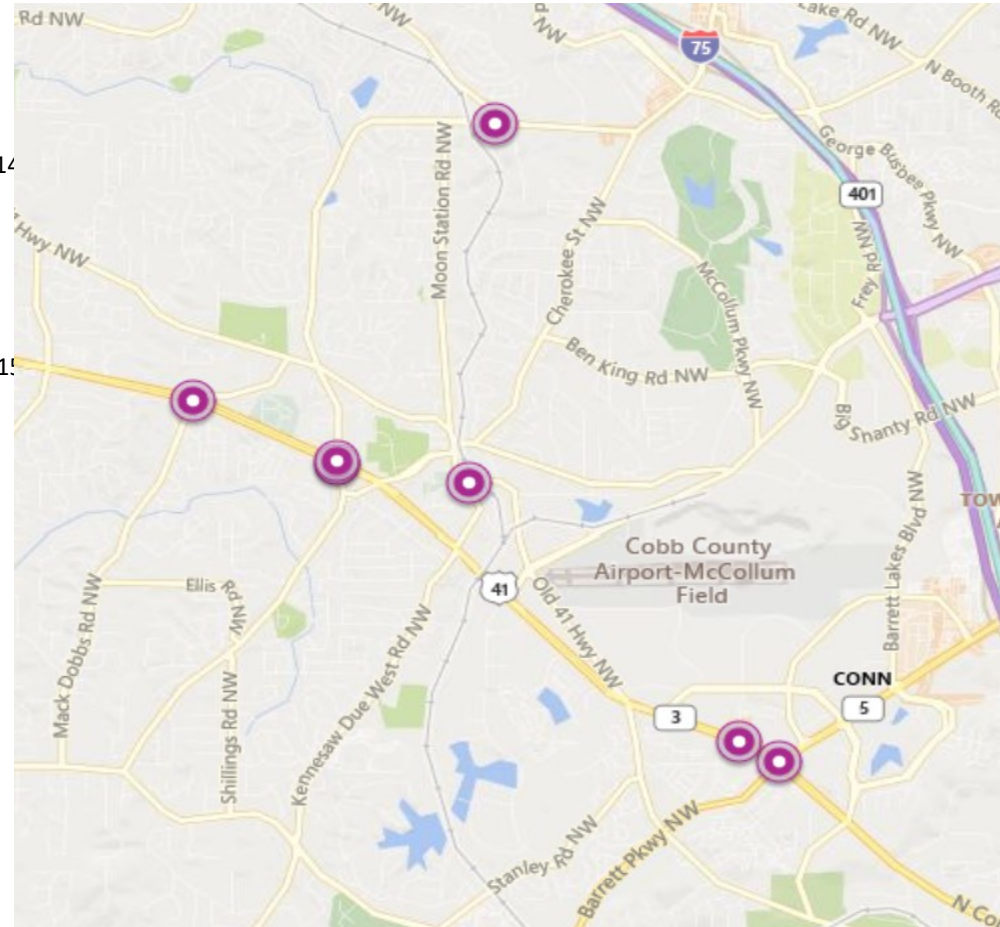 Rd NW
NW
NW
75
Lake Rd NW
N Booth Rd
George Busbee Pkwy NW
401
Frey Rd NW
14
Moon Station Rd NW
Hwy NW
Cherokee St NW
McCollum Pkwy NW
Ben King Rd NW
15
Big Shanty Rd NW
TOW
Cobb County
Airport-McCollum
Field
41
Old 41 Hwy NW
Ellis Rd NW
Mack Dobbs Rd NW
Shillings Rd NW
Kennesaw Due West Rd NW
Barrett Lakes Blvd NW
CONN
5
3
Stanley Rd NW
Barrett Pkwy NW
N Co